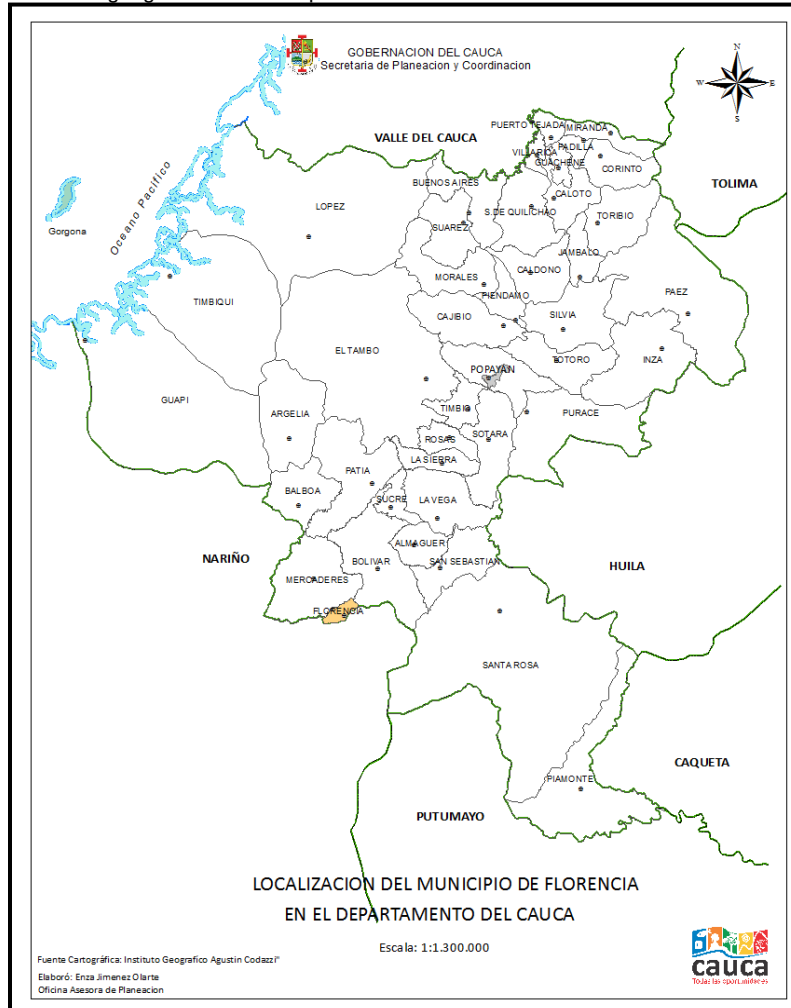 GOBERNACION DEL CAUCA
Secretaria de Planeacion y Coordinacion
N
W
E
S
PUERTO TEJADA
MIRANDA
VALLE DEL CAUCA
PADILLA
VILLARICA
GUACHENE
CORINTO
BUENOS AIRES
TOLIMA
CALOTO
LOPEZ
S.DE QUILICHAO
TORIBIO
Oceano Pacífico
Gorgona
SUAREZ
JAMBALO
CALDONO
MORALES
PAEZ
PIENDAMO
TIMBIQUI
CAJIBIO
SILVIA
EL TAMBO
TOTORO
INZA
POPAYAN
GUAPI
TIMBIO
PURACE
ARGELIA
ROSAS
SOTARA
LA SIERRA
PATIA
BALBOA
SUCRE
LA VEGA
ALMAGUER
NARIÑO
BOLIVAR
SAN SEBASTIAN
HUILA
MERCADERES
FLORENCIA
SANTA ROSA
CAQUETA
PIAMONTE
PUTUMAYO
LOCALIZACION DEL MUNICIPIO DE FLORENCIA
EN EL DEPARTAMENTO DEL CAUCA
Escala: 1:1.300.000
Fuente Cartográfica: Instituto Geografico Agustin Codazzi"
Elaboró: Enza Jimenez Olarte
Oficina Asesora de Planeacion
cauca
Todas las oportunidades